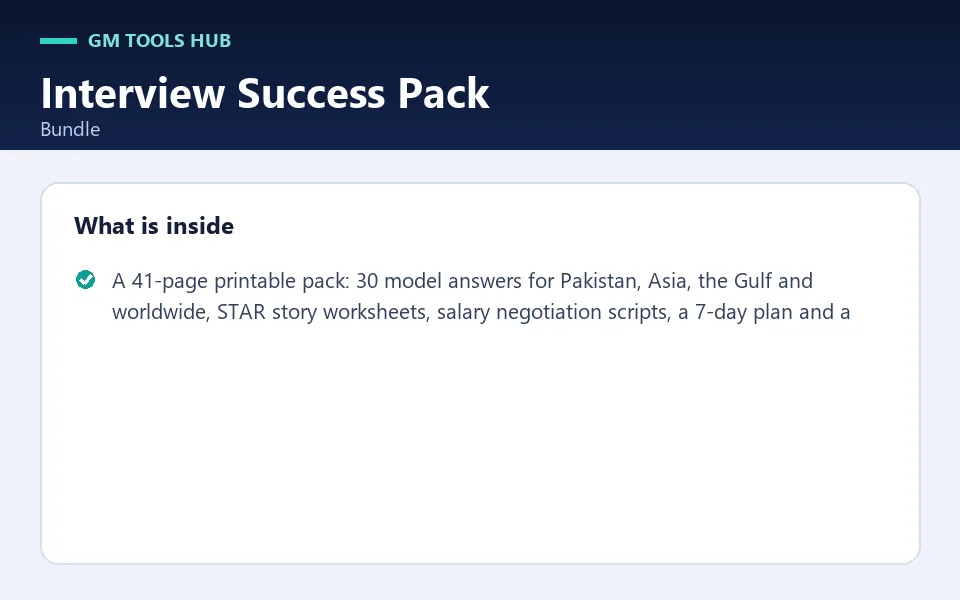 GM TOOLS HUB
Interview Success Pack
Bundle
What is inside
A 41-page printable pack: 30 model answers for Pakistan, Asia, the Gulf and
worldwide, STAR story worksheets, salary negotiation scripts, a 7-day plan and a